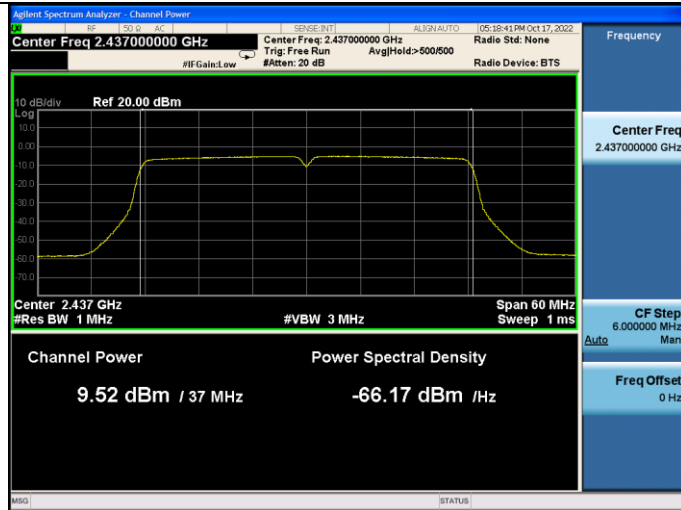 Agilent Spectrum Analyzer - Channel Power
RF 50 Ω AC SENSE:INT ALIGN AUTO 05:18:41 PM Oct 17, 2022
Center Freq 2.437000000 GHz
Center Freq: 2.437000000 GHz
Radio Std: None
Trig: Free Run Avg|Hold:>500/500
#IFGain:Low
#Atten: 20 dB
Radio Device: BTS
10 dB/div Ref 20.00 dBm
Log
10.0
0.00
-10.0
-20.0
-30.0
-40.0
-50.0
-60.0
-70.0
Center 2.437 GHz Span 60 MHz
#Res BW 1 MHz #VBW 3 MHz Sweep 1 ms
Channel Power Power Spectral Density
9.52 dBm / 37 MHz -66.17 dBm /Hz
Frequency
Center Freq
2.437000000 GHz
CF Step
6.000000 MHz
Auto Man
Freq Offset
0 Hz
MSG STATUS